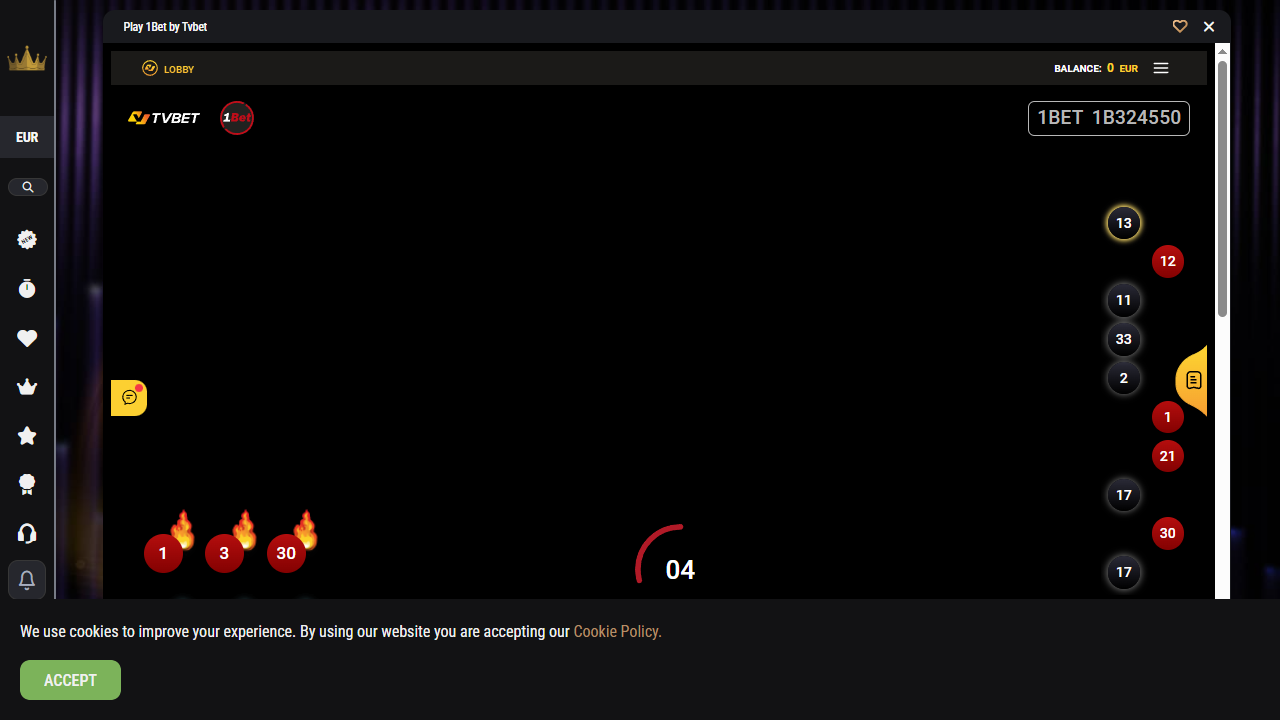 Play 1Bet by Tvbet
LOBBY
BALANCE: 0 EUR
TVBET
1Bet
1BET 1B324550
EUR
NEW
13
12
11
33
2
1
21
17
30
17
1
3
30
04
We use cookies to improve your experience. By using our website you are accepting our Cookie Policy.
ACCEPT